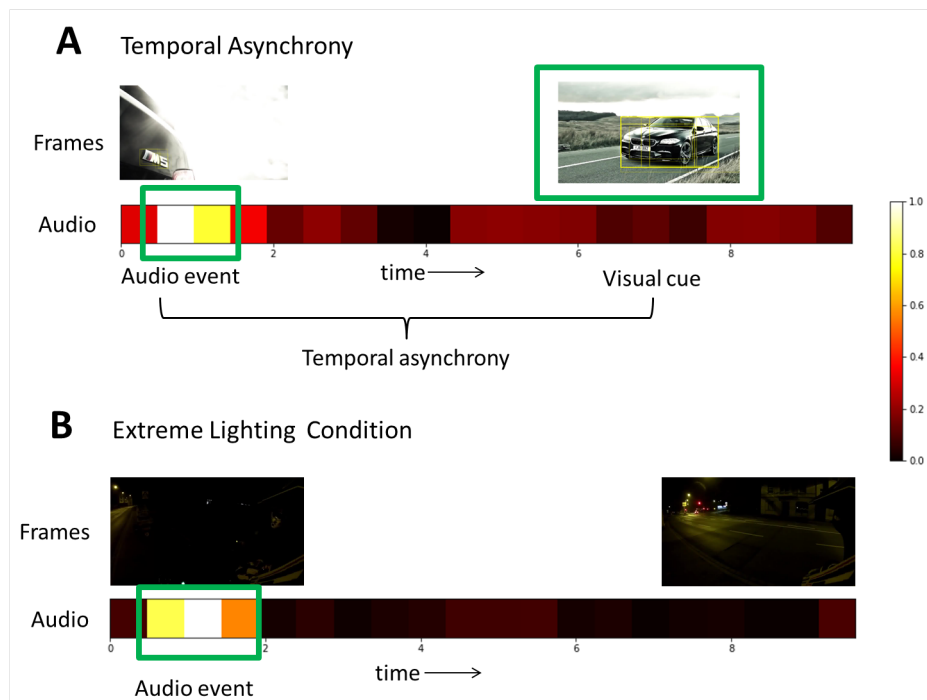 A Temporal Asynchrony
Frames
M5
Audio
0 2 4 6 8
Audio event time Visual cue
Temporal asynchrony
1.0
0.8
0.6
0.4
0.2
0.0
B Extreme Lighting Condition
Frames
Audio
0 2 4 6 8
time
Audio event